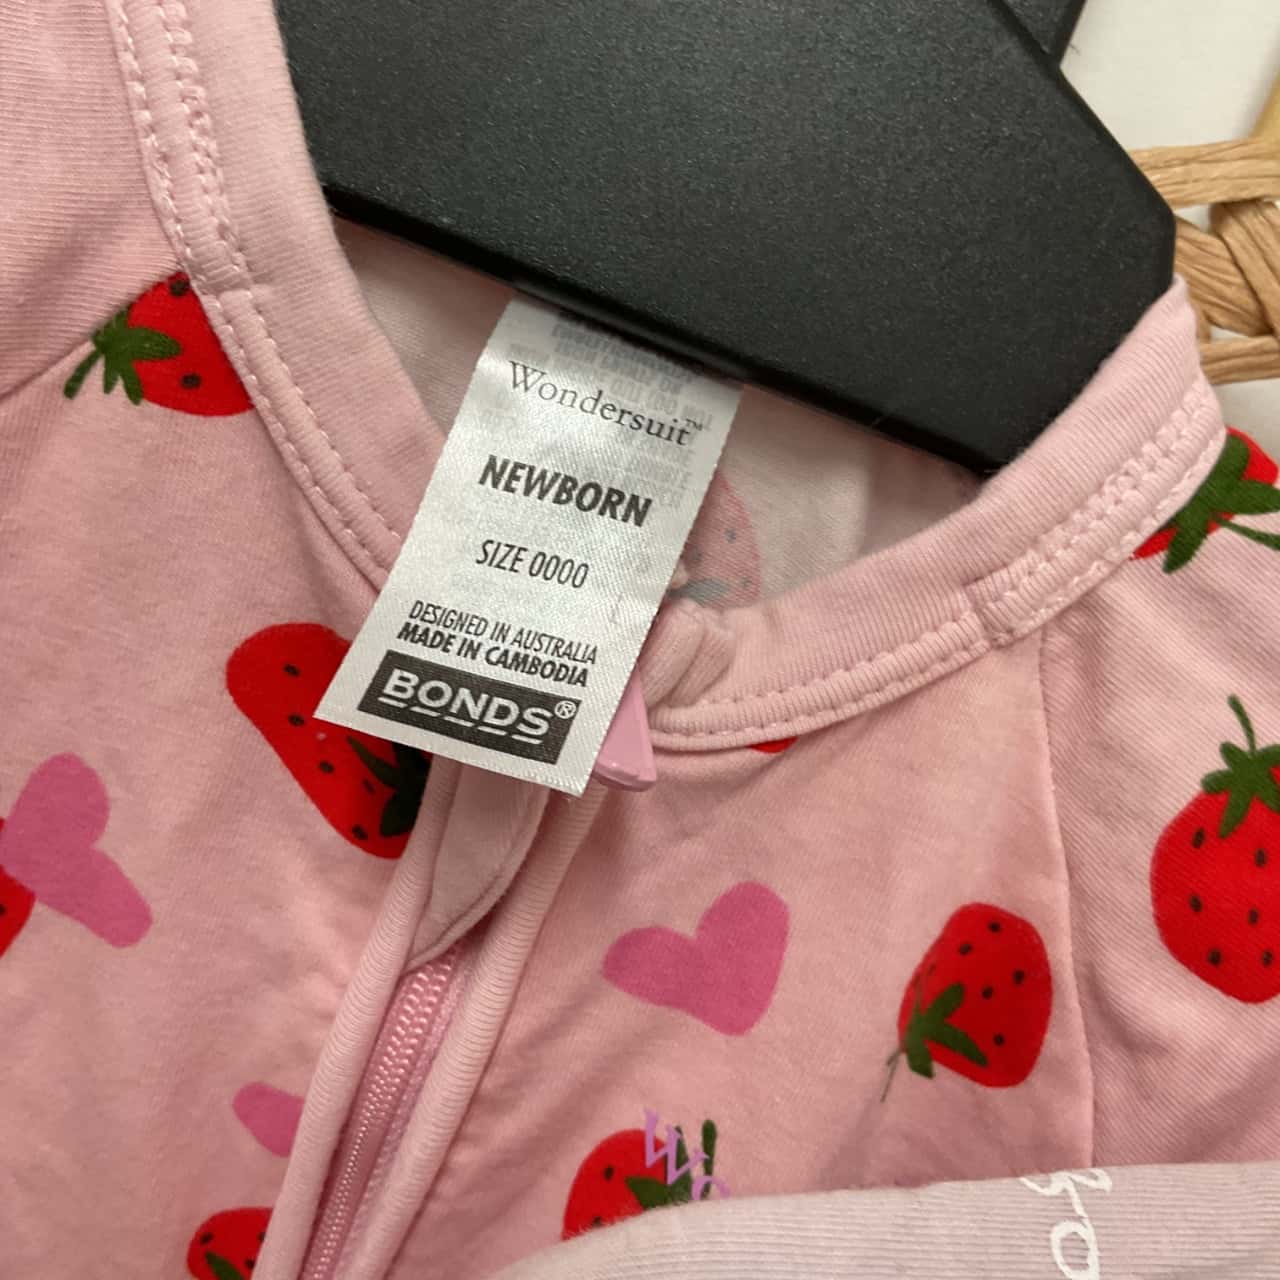 Wondersuit™
NEWBORN
SIZE 0000
DESIGNED IN AUSTRALIA
MADE IN CAMBODIA
BONDS®